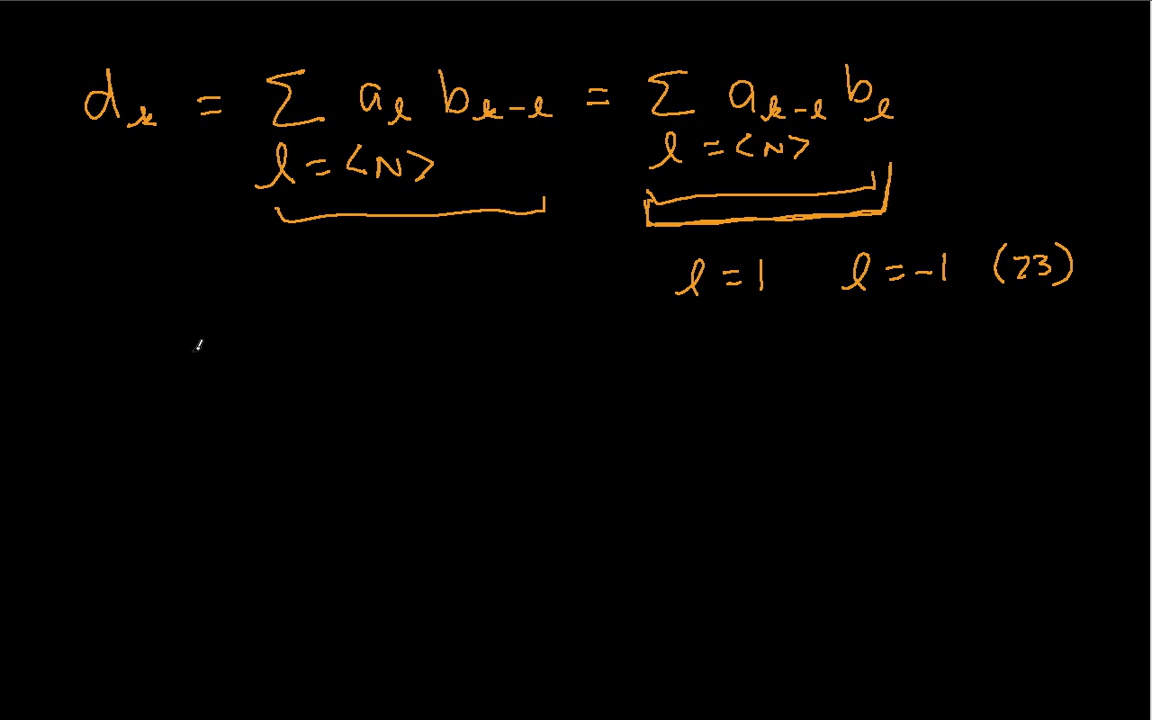 d_k = Σ a_l b_{k-l} = Σ a_{k-l} b_l
l = <N> l = <N>
l = 1 l = -1 (23)